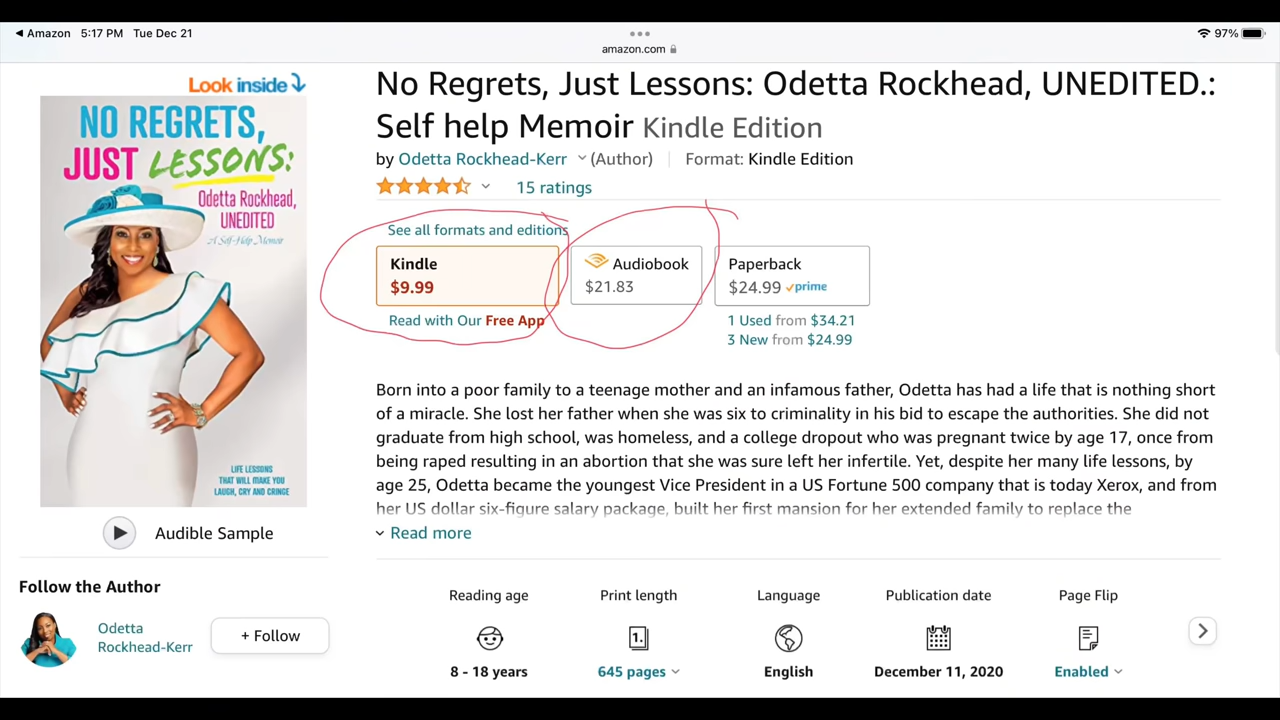 Amazon 5:17 PM Tue Dec 21
97%
amazon.com
Look inside
NO REGRETS,
JUST LESSONS:
Odetta Rockhead,
UNEDITED
A Self-Help Memoir
LIFE LESSONS
THAT WILL MAKE YOU
LAUGH, CRY AND CRINGE
Audible Sample
Follow the Author
Odetta
Rockhead-Kerr
+ Follow
No Regrets, Just Lessons: Odetta Rockhead, UNEDITED.:
Self help Memoir Kindle Edition
by Odetta Rockhead-Kerr (Author) Format: Kindle Edition
15 ratings
See all formats and editions
Kindle
$9.99
Read with Our Free App
Audiobook
$21.83
Paperback
$24.99 prime
1 Used from $34.21
3 New from $24.99
Born into a poor family to a teenage mother and an infamous father, Odetta has had a life that is nothing short
of a miracle. She lost her father when she was six to criminality in his bid to escape the authorities. She did not
graduate from high school, was homeless, and a college dropout who was pregnant twice by age 17, once from
being raped resulting in an abortion that she was sure left her infertile. Yet, despite her many life lessons, by
age 25, Odetta became the youngest Vice President in a US Fortune 500 company that is today Xerox, and from
her US dollar six-figure salary package, built her first mansion for her extended family to replace the
Read more
Reading age
8 - 18 years
Print length
1.
645 pages
Language
English
Publication date
December 11, 2020
Page Flip
Enabled